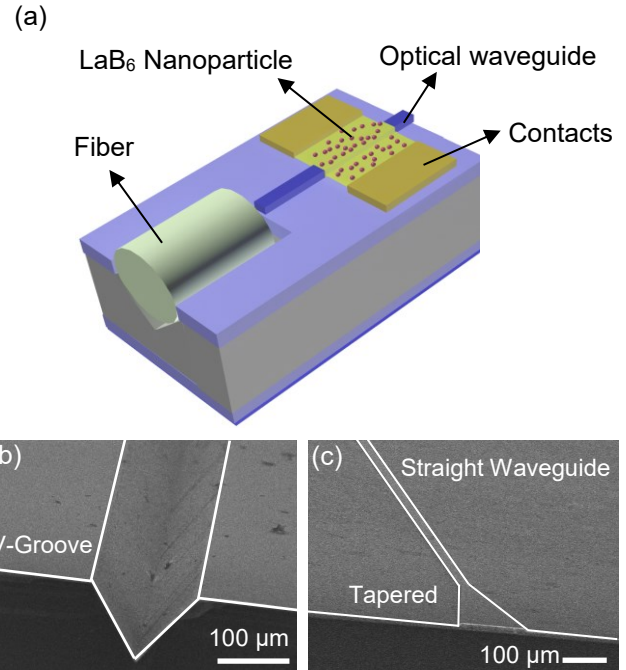 (a)
LaB₆ Nanoparticle
Optical waveguide
Contacts
Fiber
b)
V-Groove
100 µm
(c)
Straight Waveguide
Tapered
100 µm